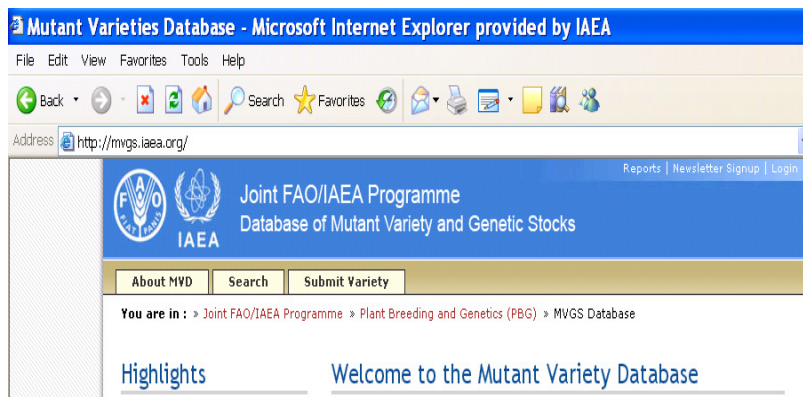 Mutant Varieties Database - Microsoft Internet Explorer provided by IAEA
File Edit View Favorites Tools Help
Back Search Favorites
Address http://mvgs.iaea.org/
Reports | Newsletter Signup | Login
FAO
FIAT PANIS
IAEA
Joint FAO/IAEA Programme
Database of Mutant Variety and Genetic Stocks
About MVD Search Submit Variety
You are in : » Joint FAO/IAEA Programme » Plant Breeding and Genetics (PBG) » MVGS Database
Highlights Welcome to the Mutant Variety Database